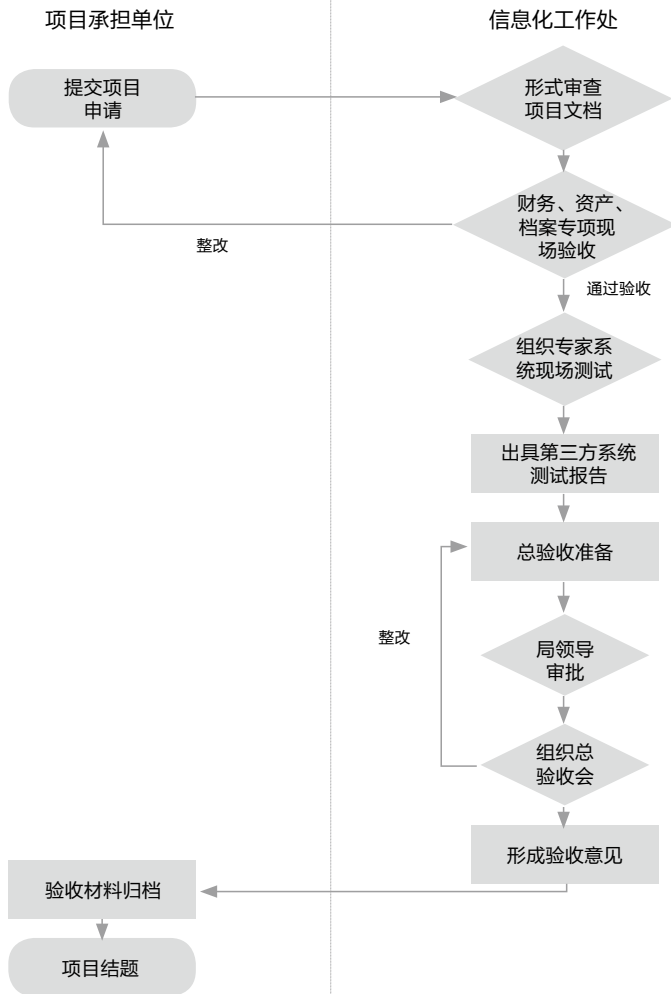 项目承担单位
信息化工作处
提交项目
申请
形式审查
项目文档
财务、资产、
档案专项现
场验收
整改
通过验收
组织专家系
统现场测试
出具第三方系统
测试报告
总验收准备
整改
局领导
审批
组织总
验收会
形成验收意见
验收材料归档
项目结题